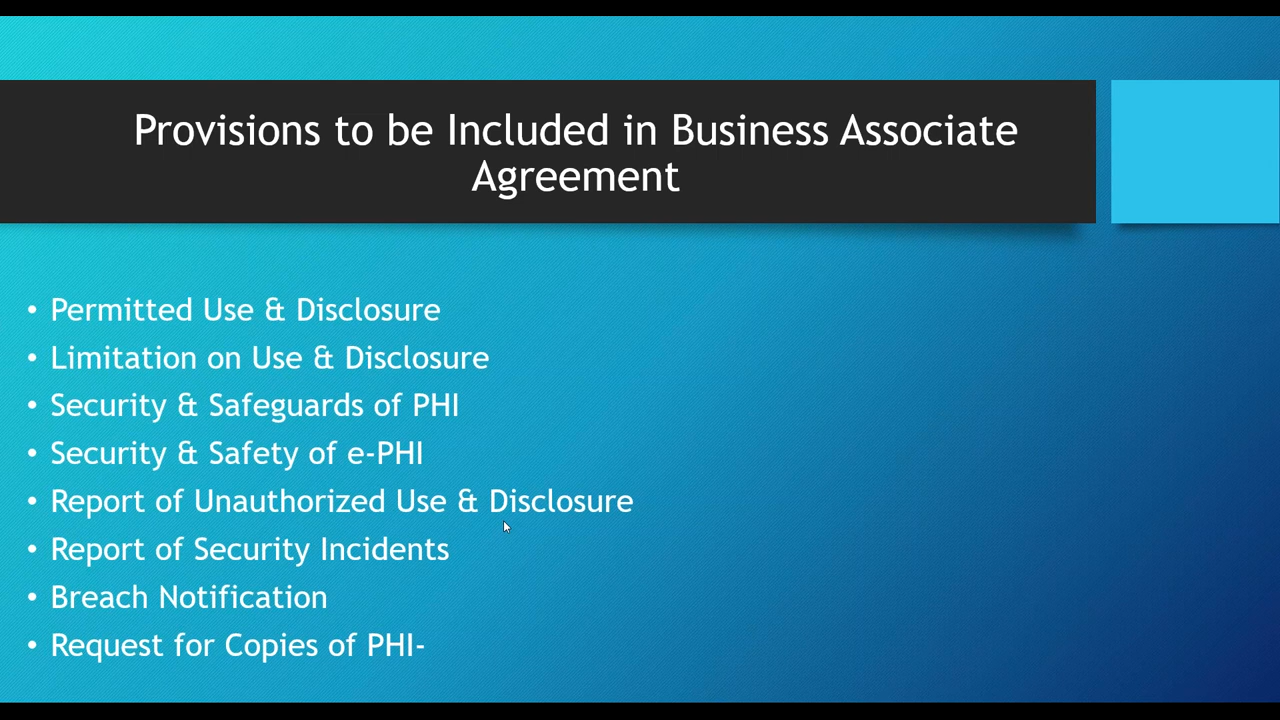 Provisions to be Included in Business Associate
Agreement
• Permitted Use & Disclosure
• Limitation on Use & Disclosure
• Security & Safeguards of PHI
• Security & Safety of e-PHI
• Report of Unauthorized Use & Disclosure
• Report of Security Incidents
• Breach Notification
• Request for Copies of PHI-